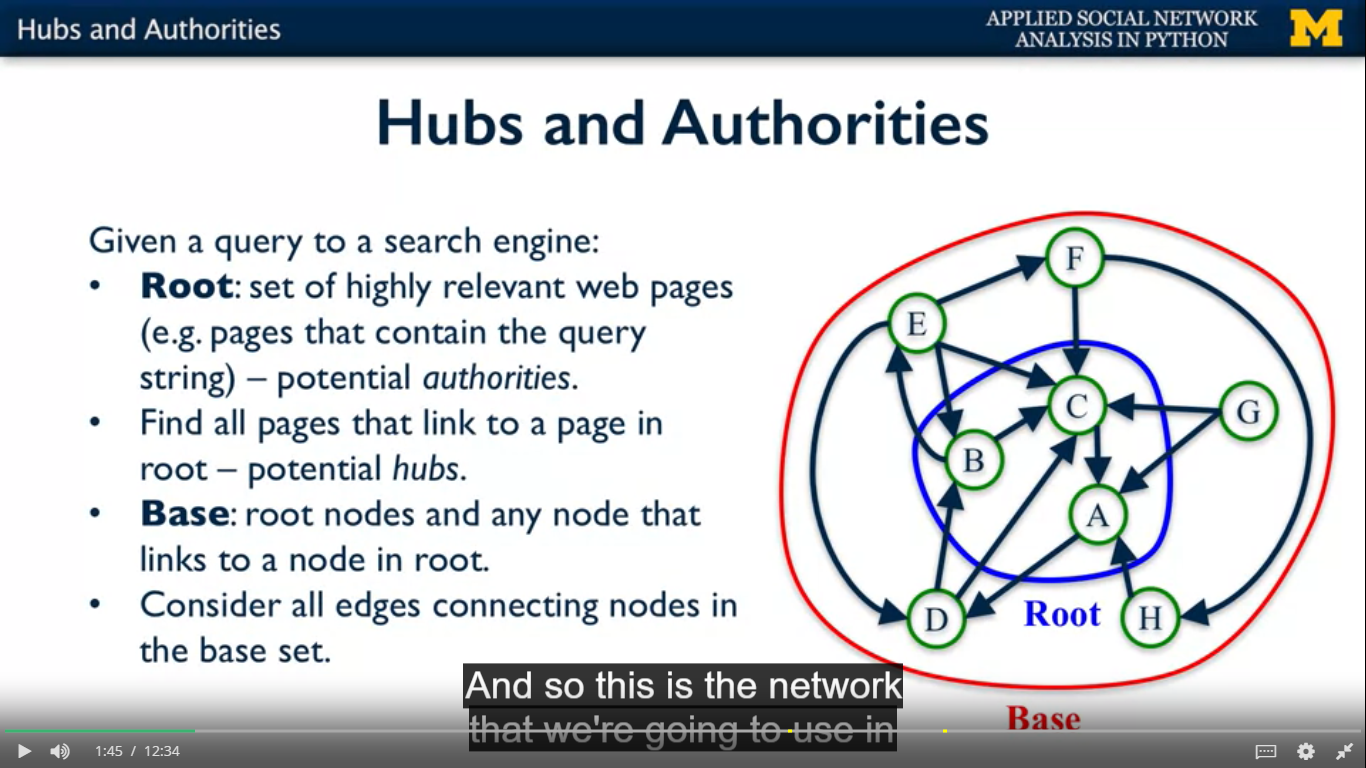 Hubs and Authorities
APPLIED SOCIAL NETWORK
ANALYSIS IN PYTHON
M
Hubs and Authorities
Given a query to a search engine:
• Root: set of highly relevant web pages
(e.g. pages that contain the query
string) – potential authorities.
• Find all pages that link to a page in
root – potential hubs.
• Base: root nodes and any node that
links to a node in root.
• Consider all edges connecting nodes in
the base set.
F
E
C
G
B
A
D
Root
H
Base
And so this is the network
that we're going to use in
1:45 / 12:34